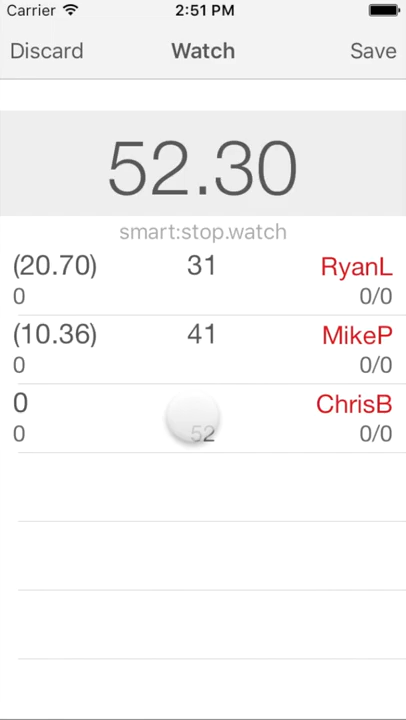 Carrier 2:51 PM
Discard Watch Save
52.30
smart:stop.watch
(20.70) 31 RyanL
0 0/0
(10.36) 41 MikeP
0 0/0
0 ChrisB
0 52 0/0